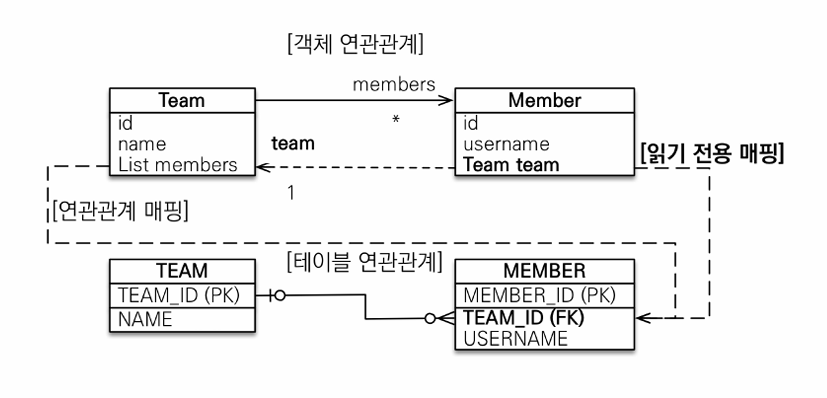 [객체 연관관계]
members
Team
Member
*
id
name
List members
team
1
id
username
Team team
[읽기 전용 매핑]
[연관관계 매핑]
[테이블 연관관계]
TEAM
TEAM_ID (PK)
NAME
MEMBER
MEMBER_ID (PK)
TEAM_ID (FK)
USERNAME